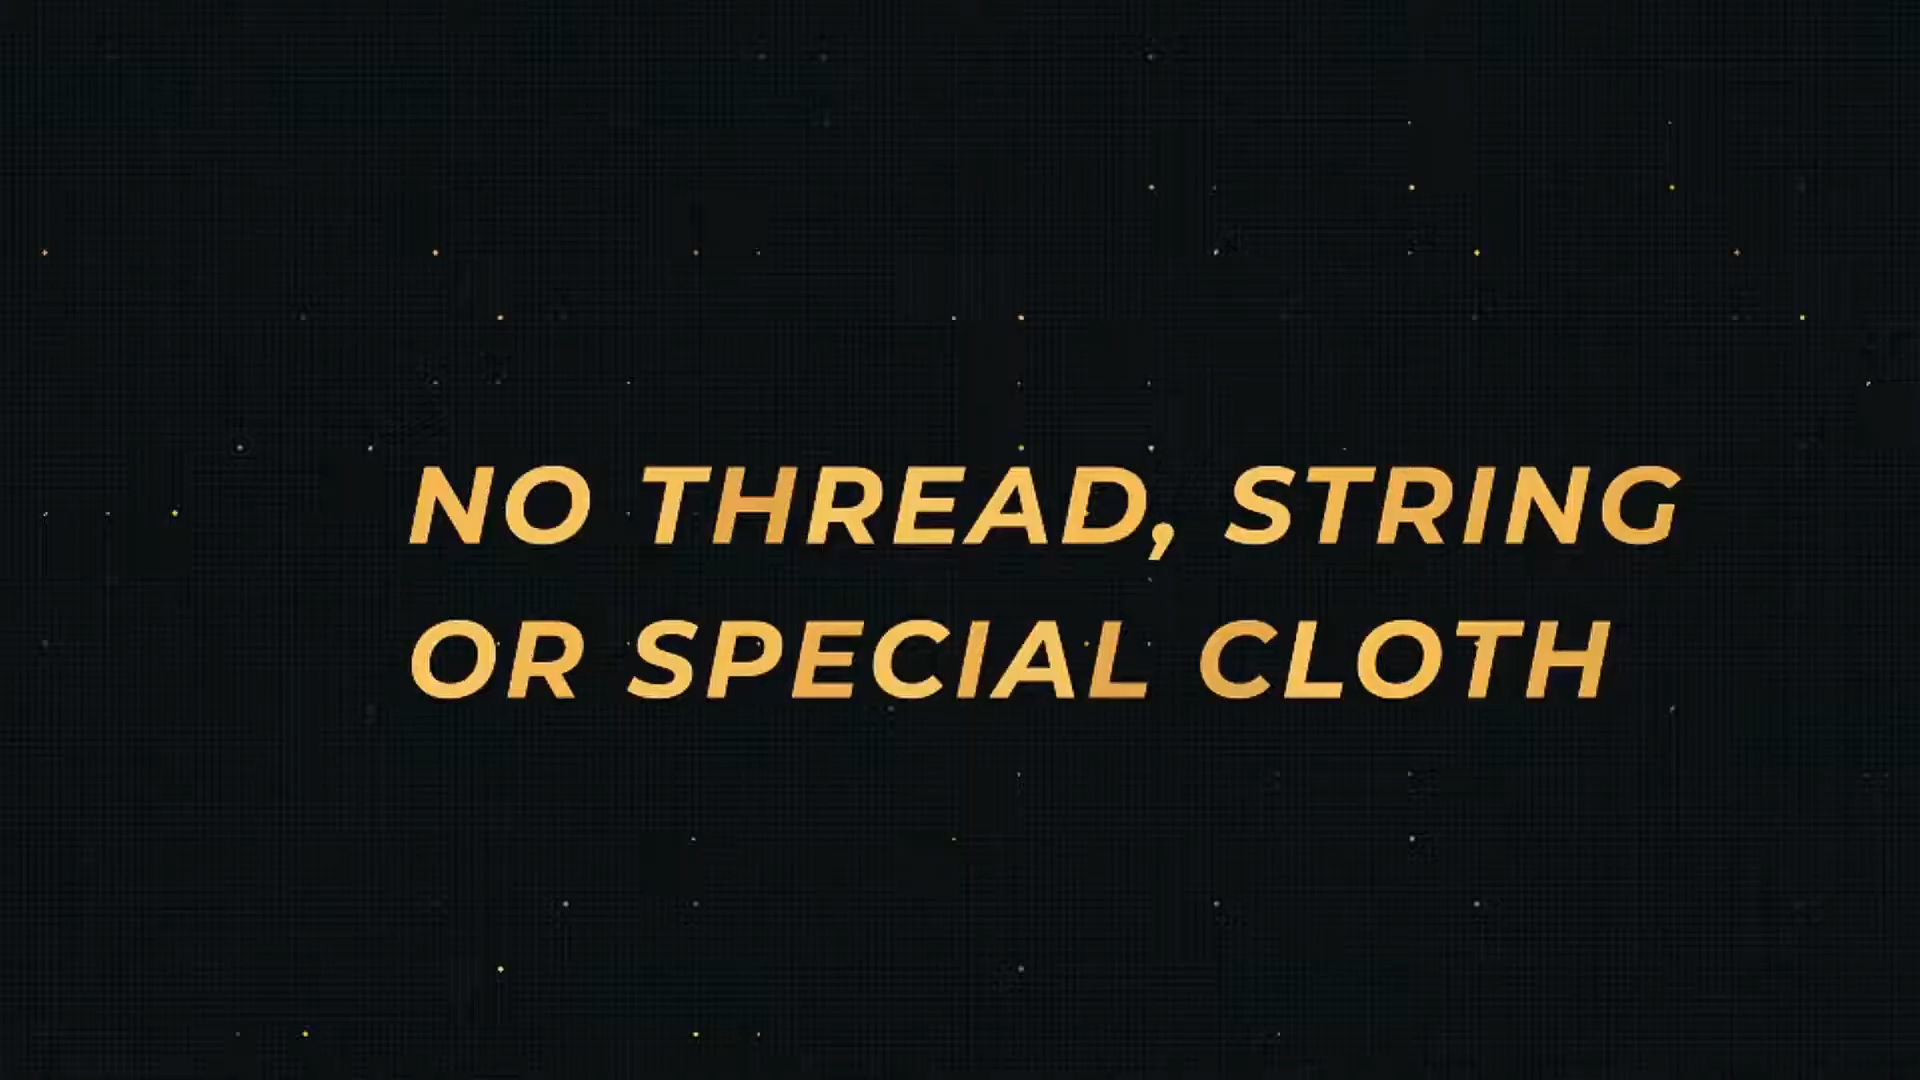 NO THREAD, STRING
OR SPECIAL CLOTH